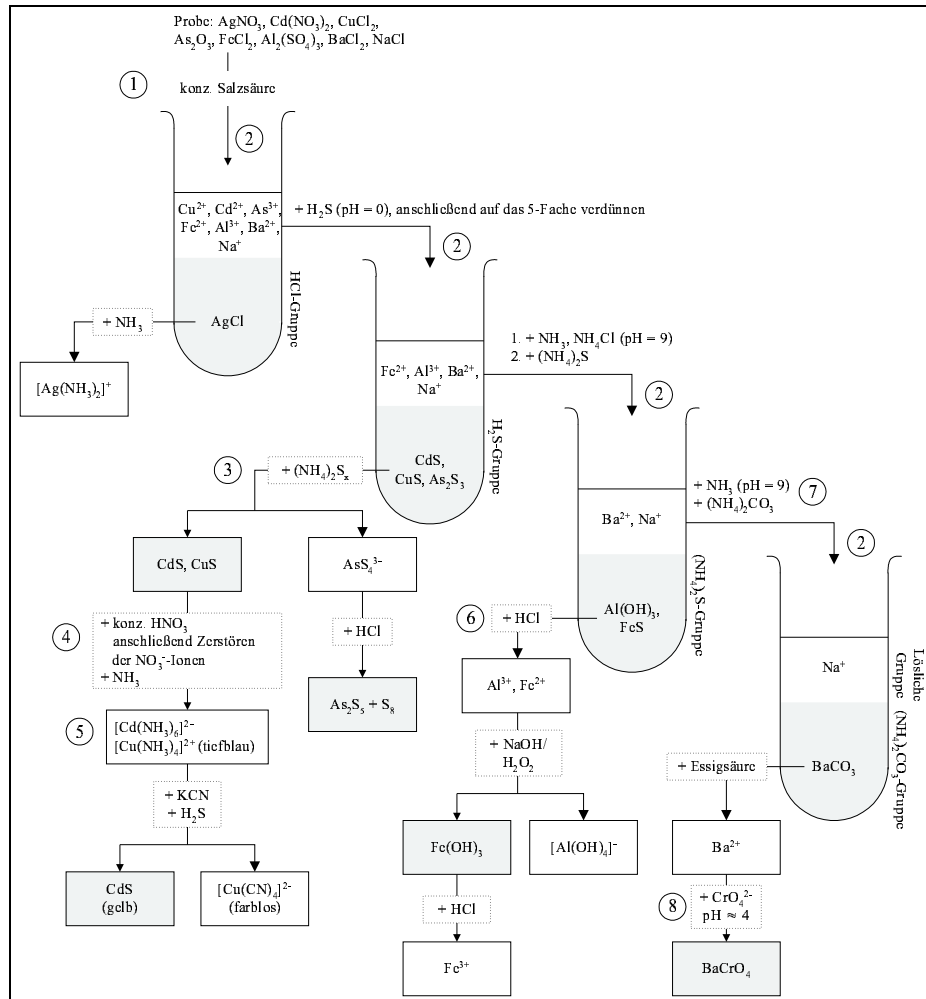 Probe: AgNO₃, Cd(NO₃)₂, CuCl₂,
As₂O₃, FeCl₂, Al₂(SO₄)₃, BaCl₂, NaCl
1
konz. Salzsäure
2
Cu²⁺, Cd²⁺, As³⁺,
Fe²⁺, Al³⁺, Ba²⁺,
Na⁺
+ H₂S (pH = 0), anschließend auf das 5-Fache verdünnen
2
HCl-Gruppe
AgCl
+ NH₃
[Ag(NH₃)₂]⁺
1. + NH₃, NH₄Cl (pH = 9)
2. + (NH₄)₂S
Fe²⁺, Al³⁺, Ba²⁺,
Na⁺
2
H₂S-Gruppe
CdS,
CuS, As₂S₃
3
+ (NH₄)₂Sₓ
CdS, CuS
AsS₄³⁻
4
+ konz. HNO₃
anschließend Zerstören
der NO₃⁻-Ionen
+ NH₃
+ HCl
As₂S₅ + S₈
5
[Cd(NH₃)₆]²⁻
[Cu(NH₃)₄]²⁺ (tiefblau)
+ KCN
+ H₂S
CdS
(gelb)
[Cu(CN)₄]²⁻
(farblos)
+ NH₃ (pH = 9)
+ (NH₄)₂CO₃
7
Ba²⁺, Na⁺
2
(NH₄)₂S-Gruppe
Al(OH)₃,
FeS
6
+ HCl
Al³⁺, Fe²⁺
+ NaOH/
H₂O₂
Fe(OH)₃
[Al(OH)₄]⁻
+ HCl
Fe³⁺
Na⁺
Lösliche
Gruppe
(NH₄)₂CO₃-Gruppe
BaCO₃
+ Essigsäure
Ba²⁺
8
+ CrO₄²⁻
pH ≈ 4
BaCrO₄